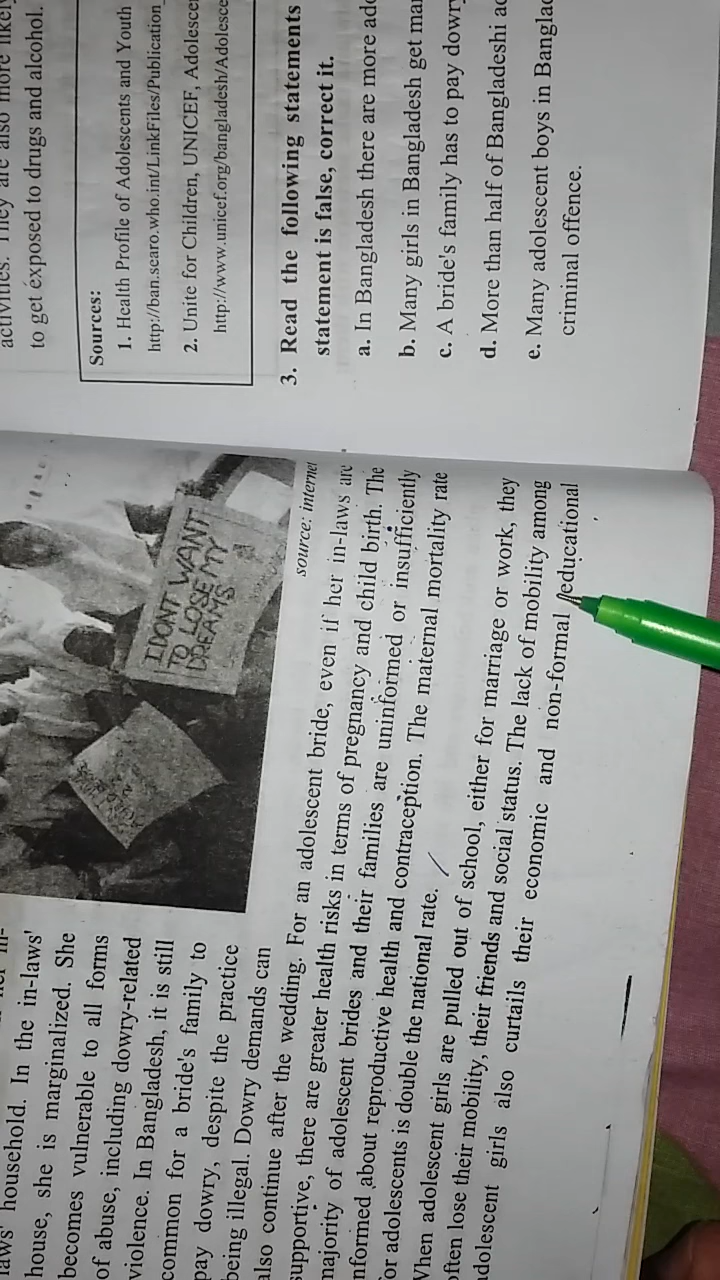 laws' household. In the in-laws'
house, she is marginalized. She
becomes vulnerable to all forms
of abuse, including dowry-related
violence. In Bangladesh, it is still
common for a bride's family to
pay dowry, despite the practice
being illegal. Dowry demands can
also continue after the wedding. For an adolescent bride, even if her in-laws are
supportive, there are greater health risks in terms of pregnancy and child birth. The
majority of adolescent brides and their families are uninformed or insufficiently
informed about reproductive health and contraception. The maternal mortality rate
for adolescents is double the national rate.
When adolescent girls are pulled out of school, either for marriage or work, they
often lose their mobility, their friends and social status. The lack of mobility among
adolescent girls also curtails their economic and non-formal educational
I DONT WANT
TO LOSE MY
DREAMS
source: internet
activities. They are also more likely
to get exposed to drugs and alcohol.
Sources:
1. Health Profile of Adolescents and Youth
http://ban.searo.who.int/LinkFiles/Publication_
2. Unite for Children, UNICEF, Adolescen
http://www.unicef.org/bangladesh/Adolesce
3. Read the following statements
statement is false, correct it.
a. In Bangladesh there are more ado
b. Many girls in Bangladesh get mar
c. A bride's family has to pay dowry
d. More than half of Bangladeshi ad
e. Many adolescent boys in Banglad
criminal offence.